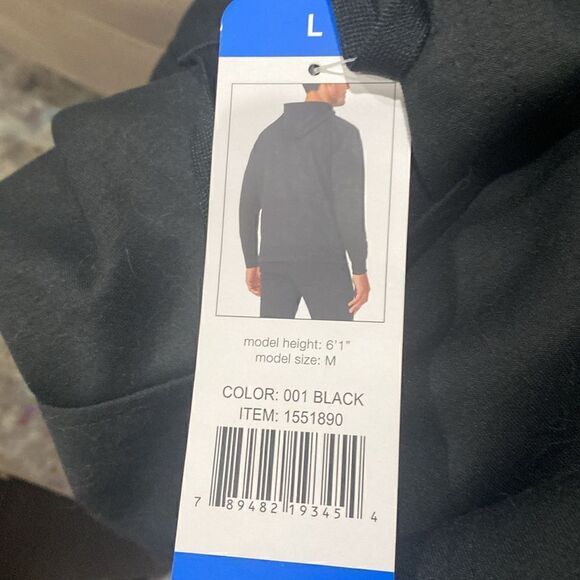 L
model height: 6'1"
model size: M
COLOR: 001 BLACK
ITEM: 1551890
7 89482 19345 4